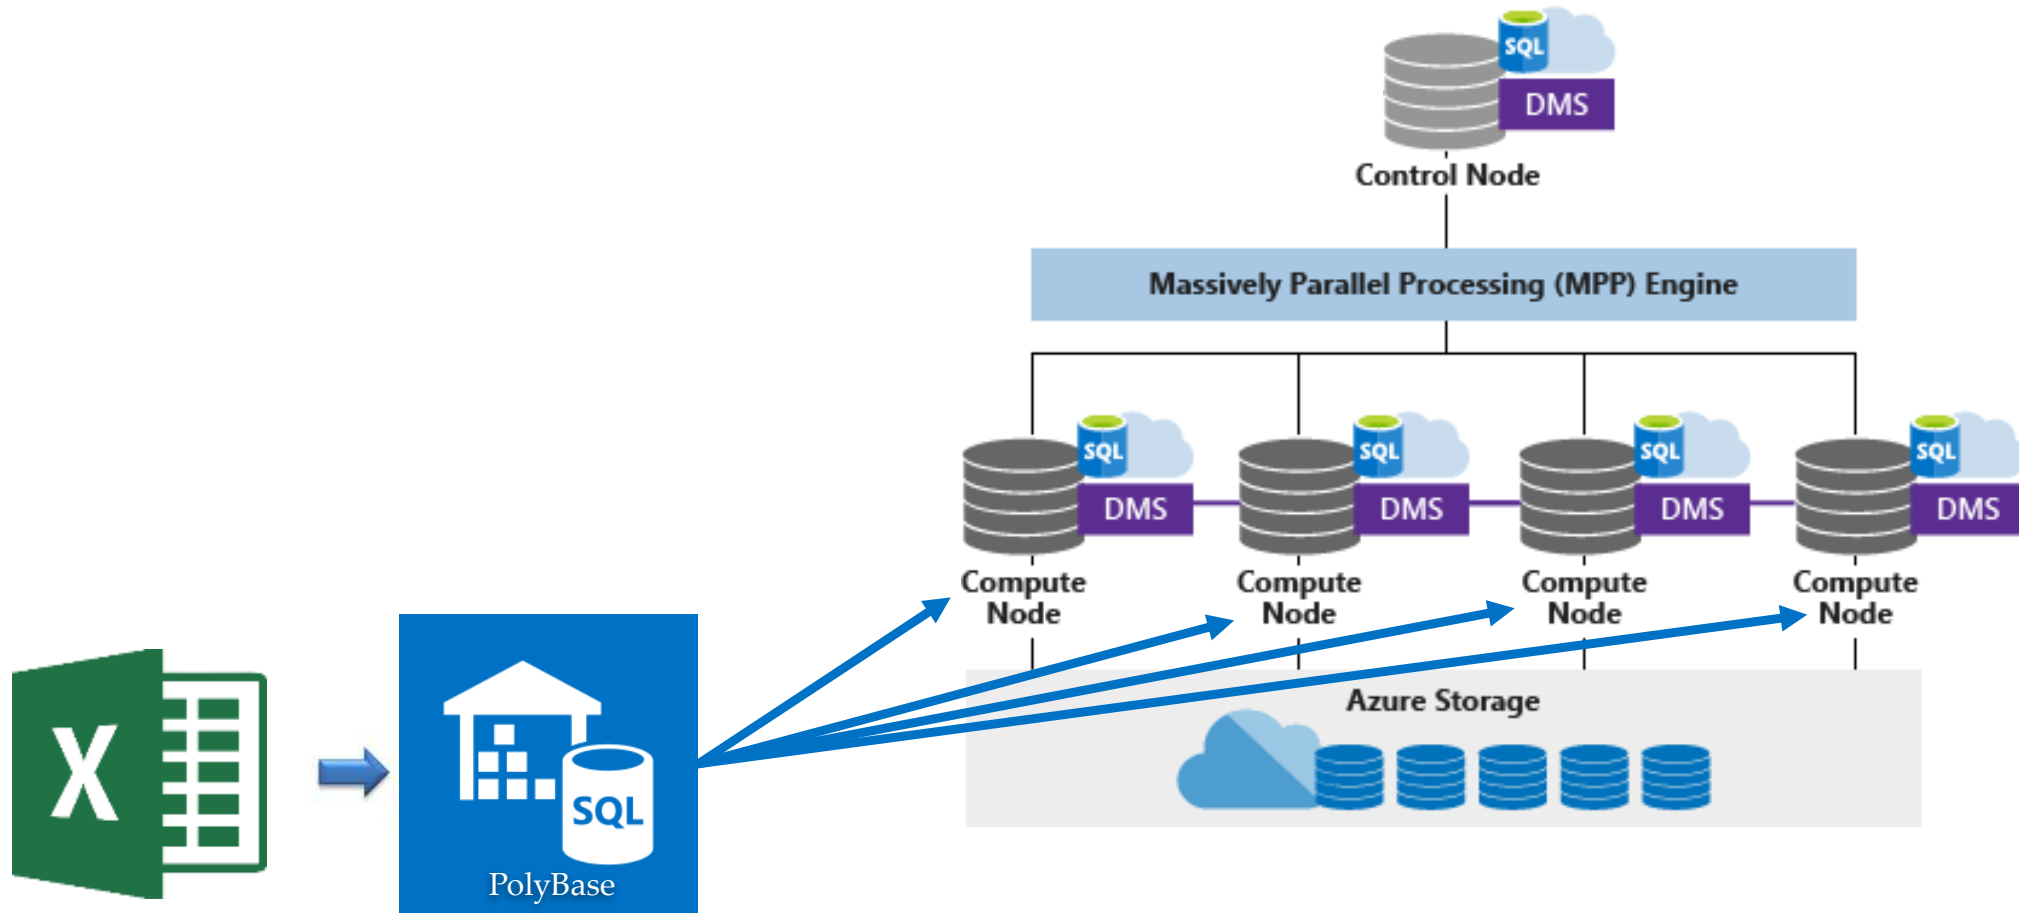 SQL
DMS
Control Node
Massively Parallel Processing (MPP) Engine
SQL
DMS
SQL
DMS
SQL
DMS
SQL
DMS
Compute
Node
Compute
Node
Compute
Node
Compute
Node
Azure Storage
X
SQL
PolyBase